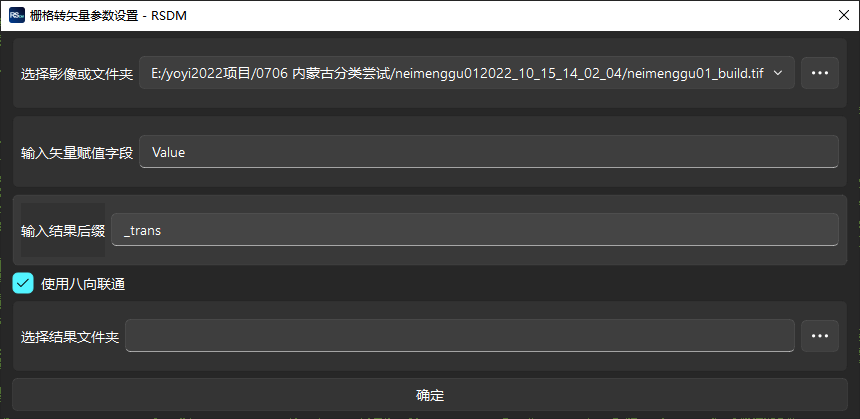 栅格转矢量参数设置 - RSDM
选择影像或文件夹 E:/yoyi2022项目/0706 内蒙古分类尝试/neimenggu012022_10_15_14_02_04/neimenggu01_build.tif ...
输入矢量赋值字段 Value
输入结果后缀 _trans
使用八向联通
选择结果文件夹 ...
确定